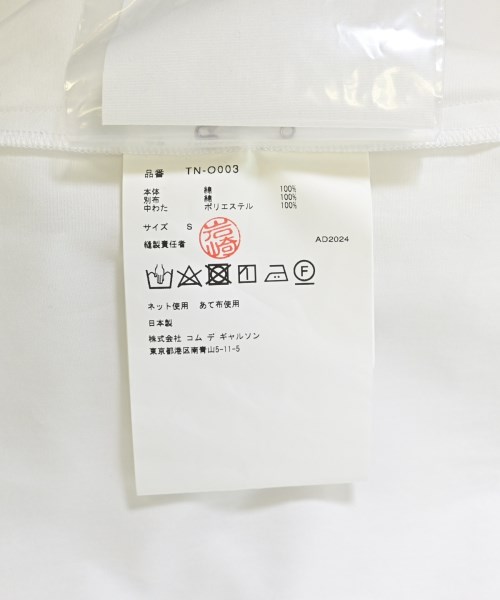 品番 TN-O003
本体 綿 100%
別布 綿 100%
中わた ポリエステル 100%
サイズ S
縫製責任者 岩崎 AD2024
F
ネット使用 あて布使用
日本製
株式会社 コム デ ギャルソン
東京都港区南青山5-11-5